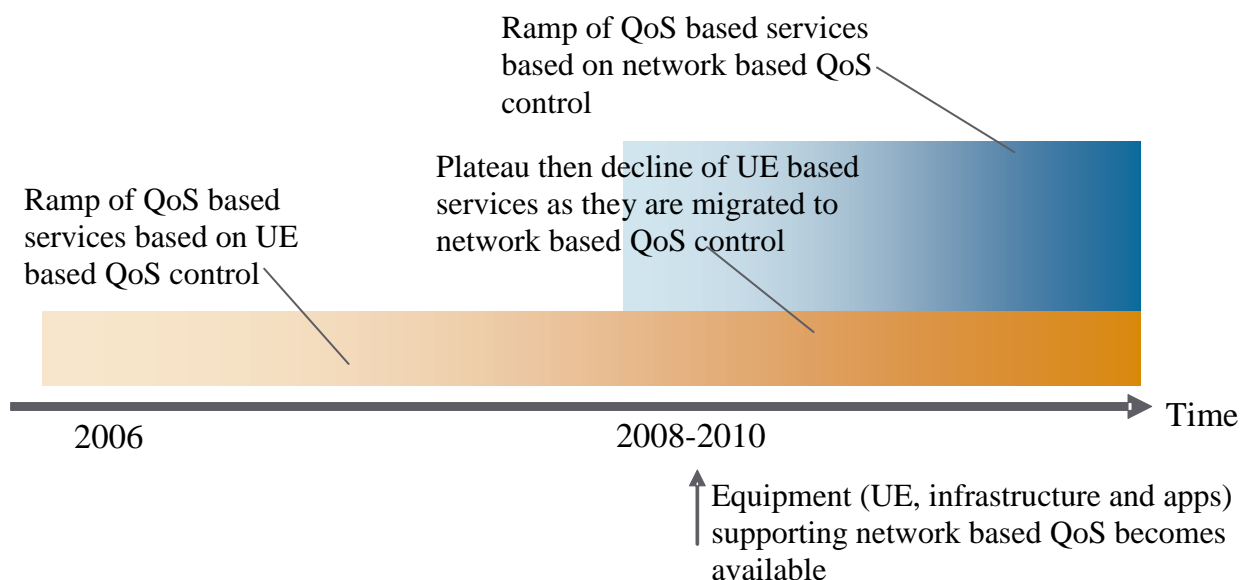 Ramp of QoS based services
based on network based QoS
control
Plateau then decline of UE based
services as they are migrated to
network based QoS control
Ramp of QoS based
services based on UE
based QoS control
Time
2006
2008-2010
Equipment (UE, infrastructure and apps)
supporting network based QoS becomes
available